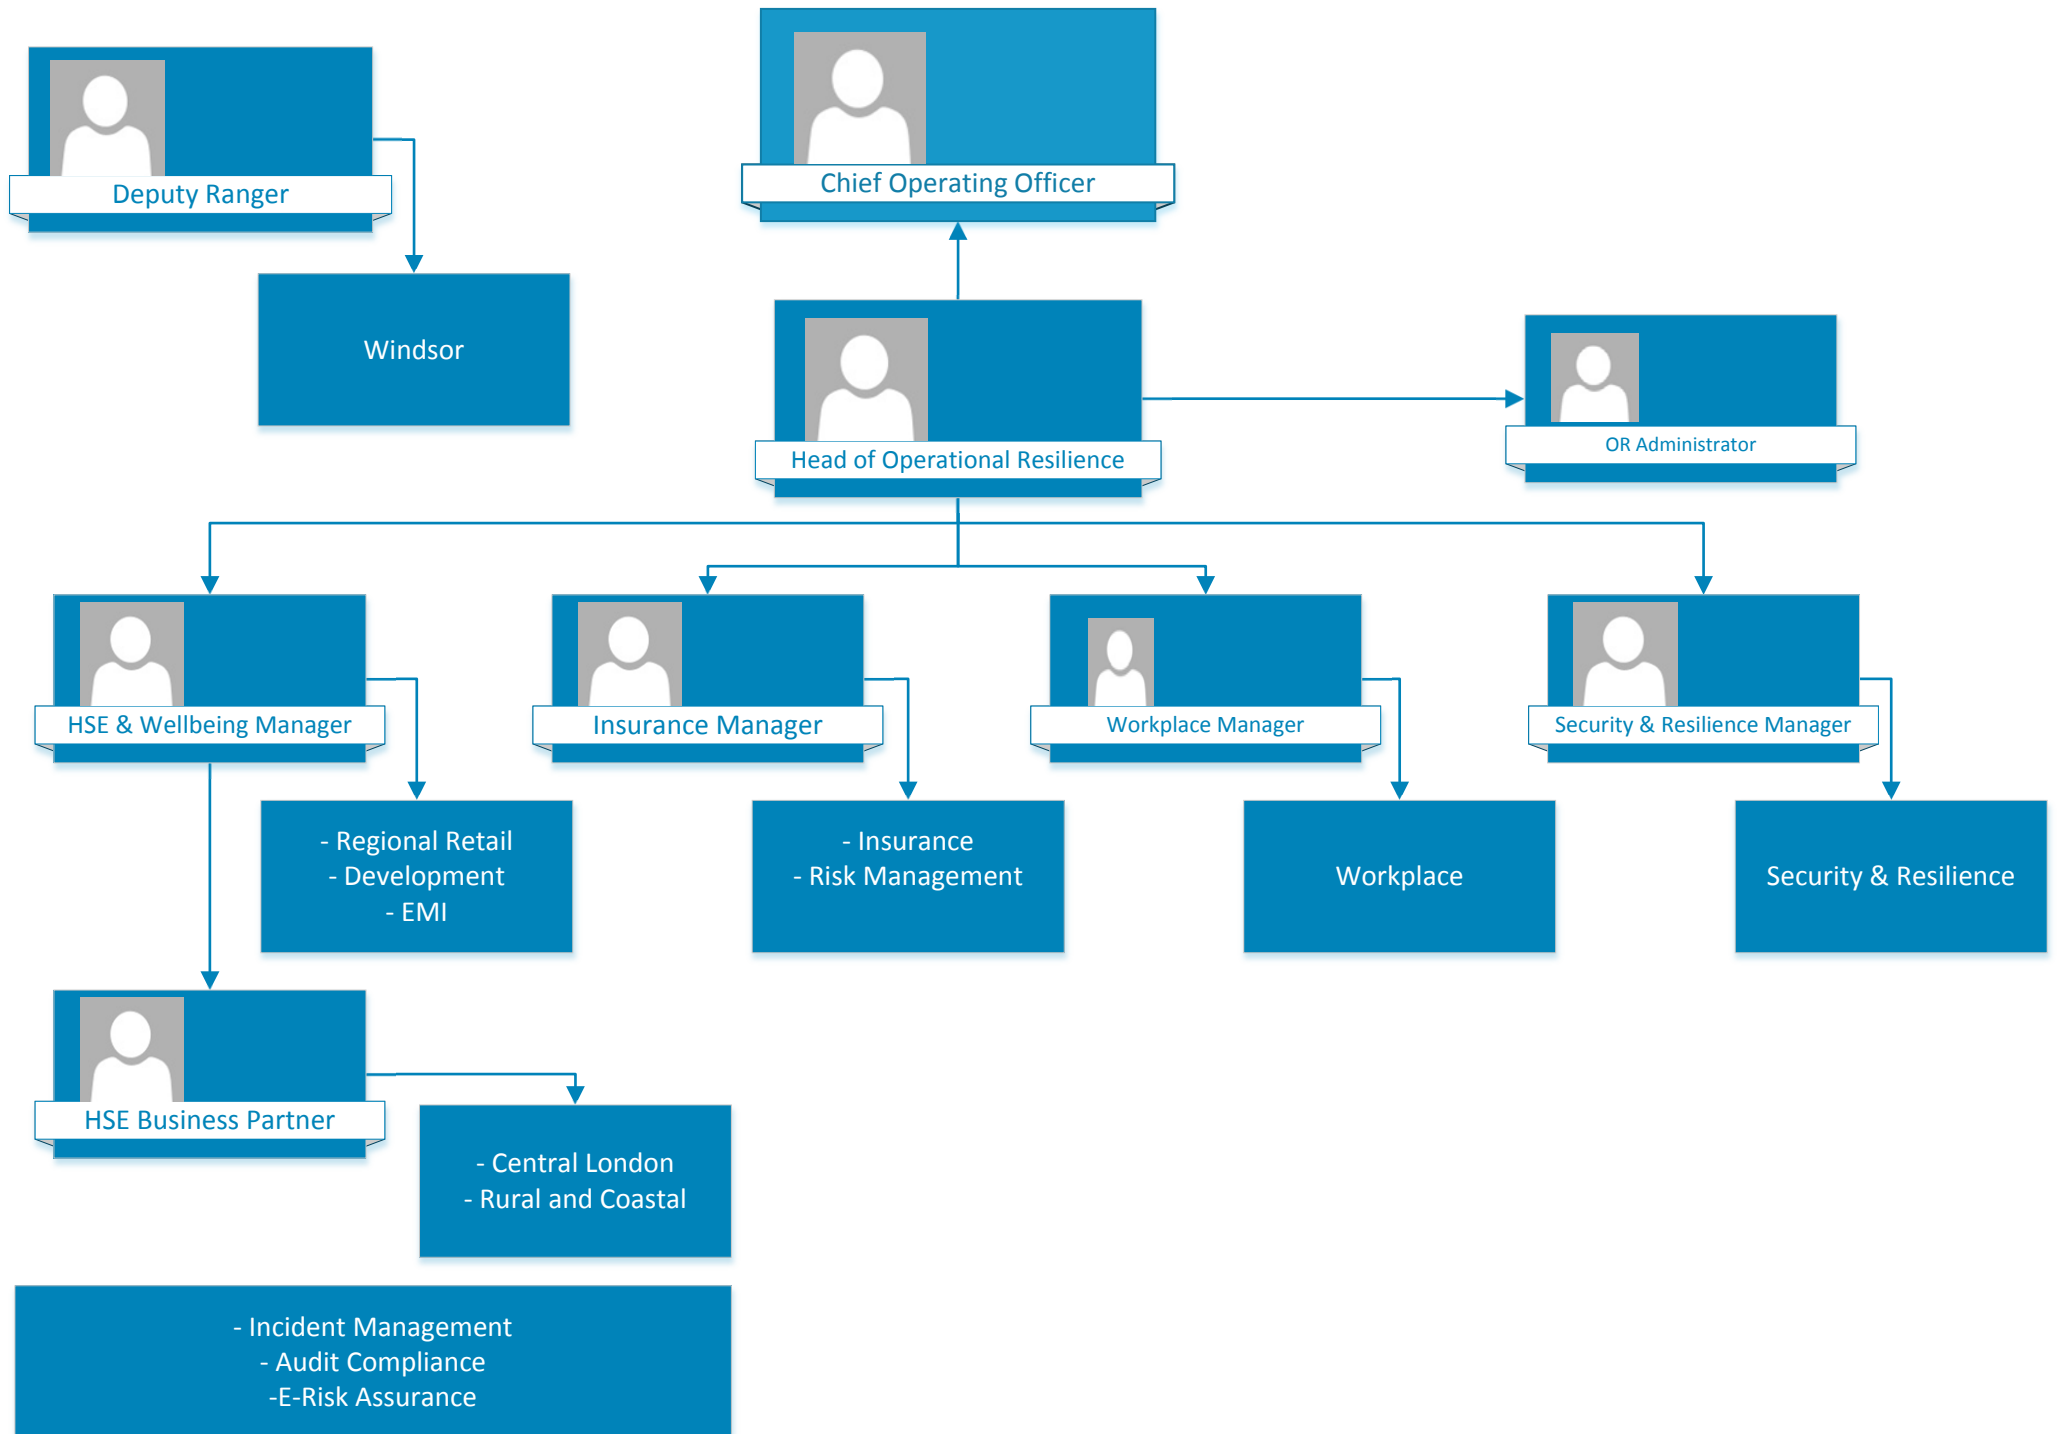 Deputy Ranger
Chief Operating Officer
Windsor
Head of Operational Resilience
OR Administrator
HSE & Wellbeing Manager
Insurance Manager
Workplace Manager
Security & Resilience Manager
- Regional Retail
- Development
- EMI
- Insurance
- Risk Management
Workplace
Security & Resilience
HSE Business Partner
- Central London
- Rural and Coastal
- Incident Management
- Audit Compliance
-E-Risk Assurance